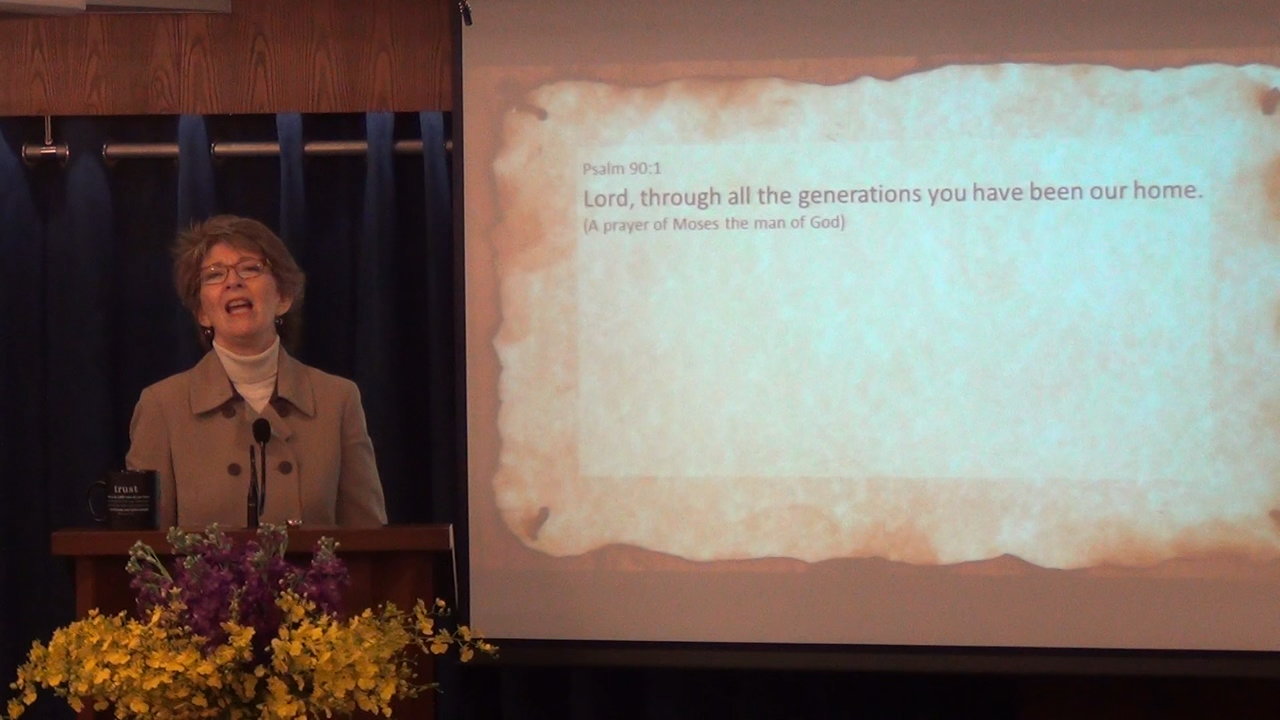 Psalm 90:1
Lord, through all the generations you have been our home.
(A prayer of Moses the man of God)
trust